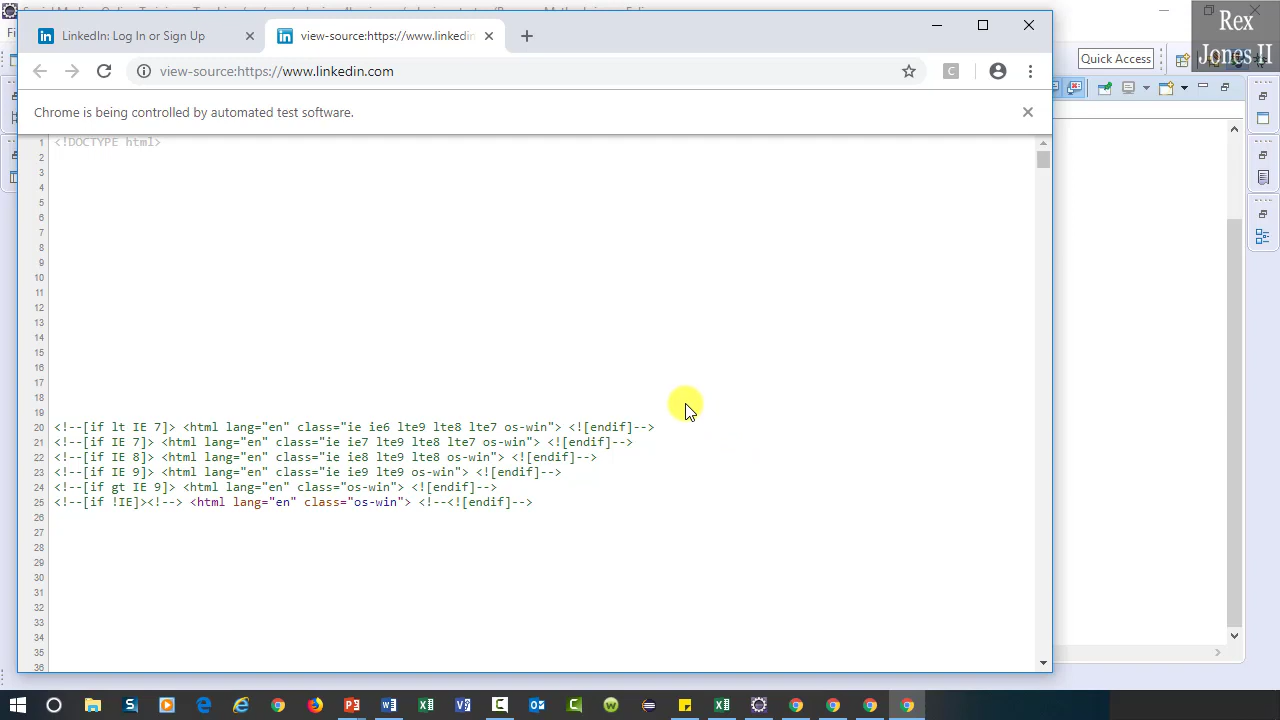 Rex
Jones II
LinkedIn: Log In or Sign Up
view-source:https://www.linkedin
view-source:https://www.linkedin.com
Quick Access
Chrome is being controlled by automated test software.
1 <!DOCTYPE html>
2
3
4
5
6
7
8
9
10
11
12
13
14
15
16
17
18
19
20 <!--[if lt IE 7]> <html lang="en" class="ie ie6 lte9 lte8 lte7 os-win"> <![endif]-->
21 <!--[if IE 7]> <html lang="en" class="ie ie7 lte9 lte8 lte7 os-win"> <![endif]-->
22 <!--[if IE 8]> <html lang="en" class="ie ie8 lte9 lte8 os-win"> <![endif]-->
23 <!--[if IE 9]> <html lang="en" class="ie ie9 lte9 os-win"> <![endif]-->
24 <!--[if gt IE 9]> <html lang="en" class="os-win"> <![endif]-->
25 <!--[if !IE]><!--> <html lang="en" class="os-win"> <!--<![endif]-->
26
27
28
29
30
31
32
33
34
35
36